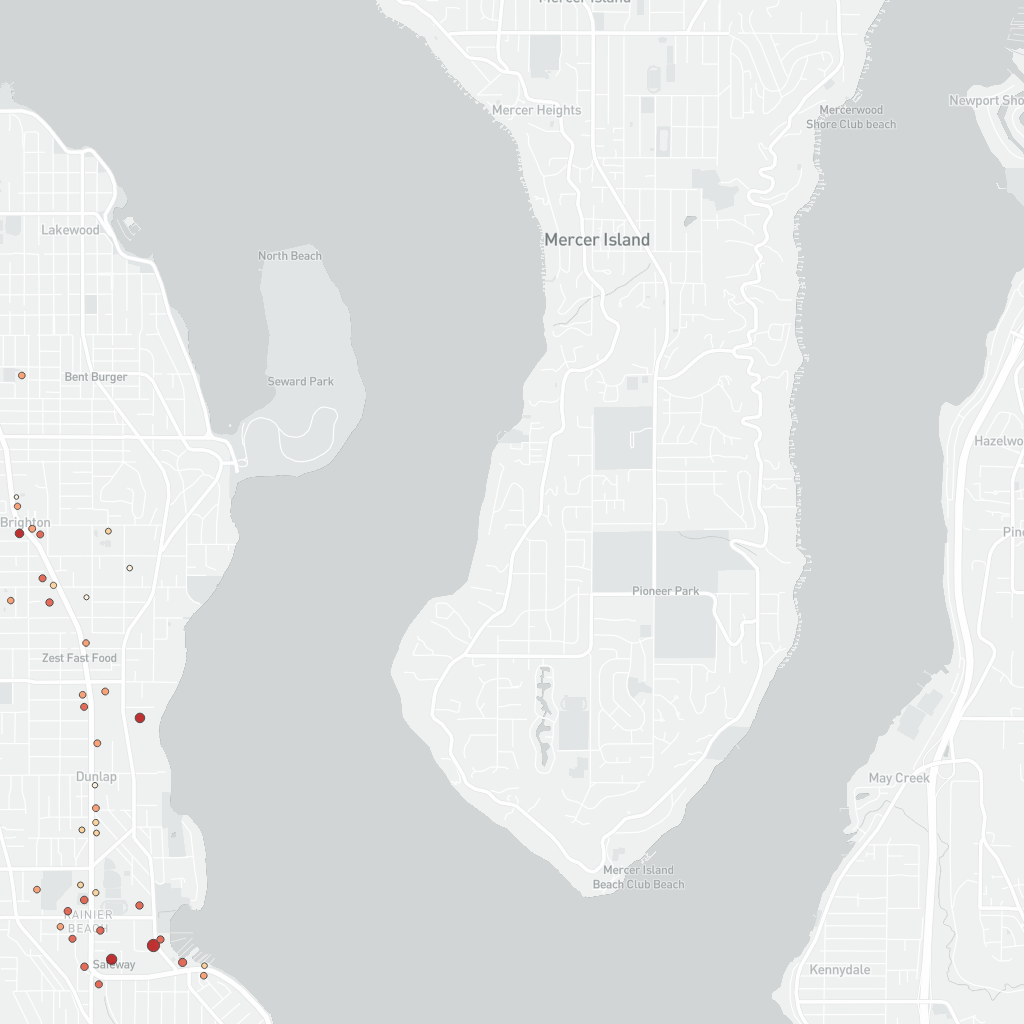 Mercer Island
Mercer Heights
Newport Sho
Mercerwood
Shore Club beach
Lakewood
Mercer Island
North Beach
Bent Burger
Seward Park
Hazelwo
Brighton
Pine
Pioneer Park
Zest Fast Food
Dunlap
May Creek
Mercer Island
Beach Club Beach
RAINIER
BEACH
Safeway
Kennydale